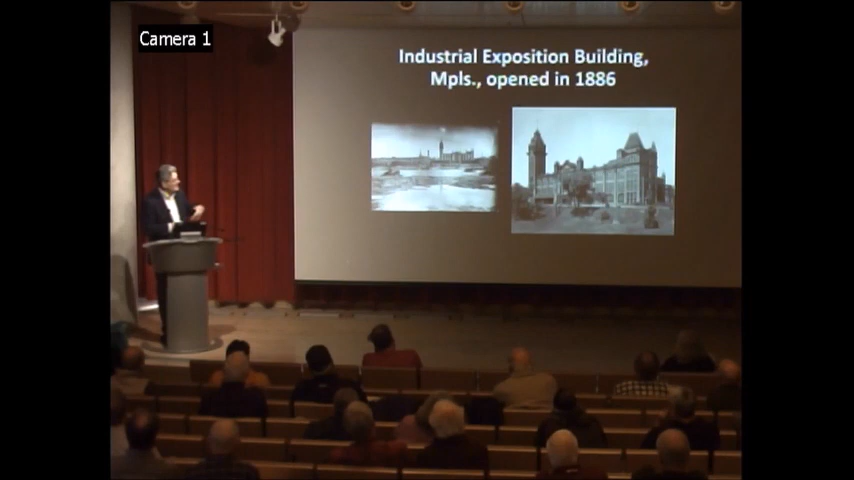 Camera 1
Industrial Exposition Building,
Mpls., opened in 1886